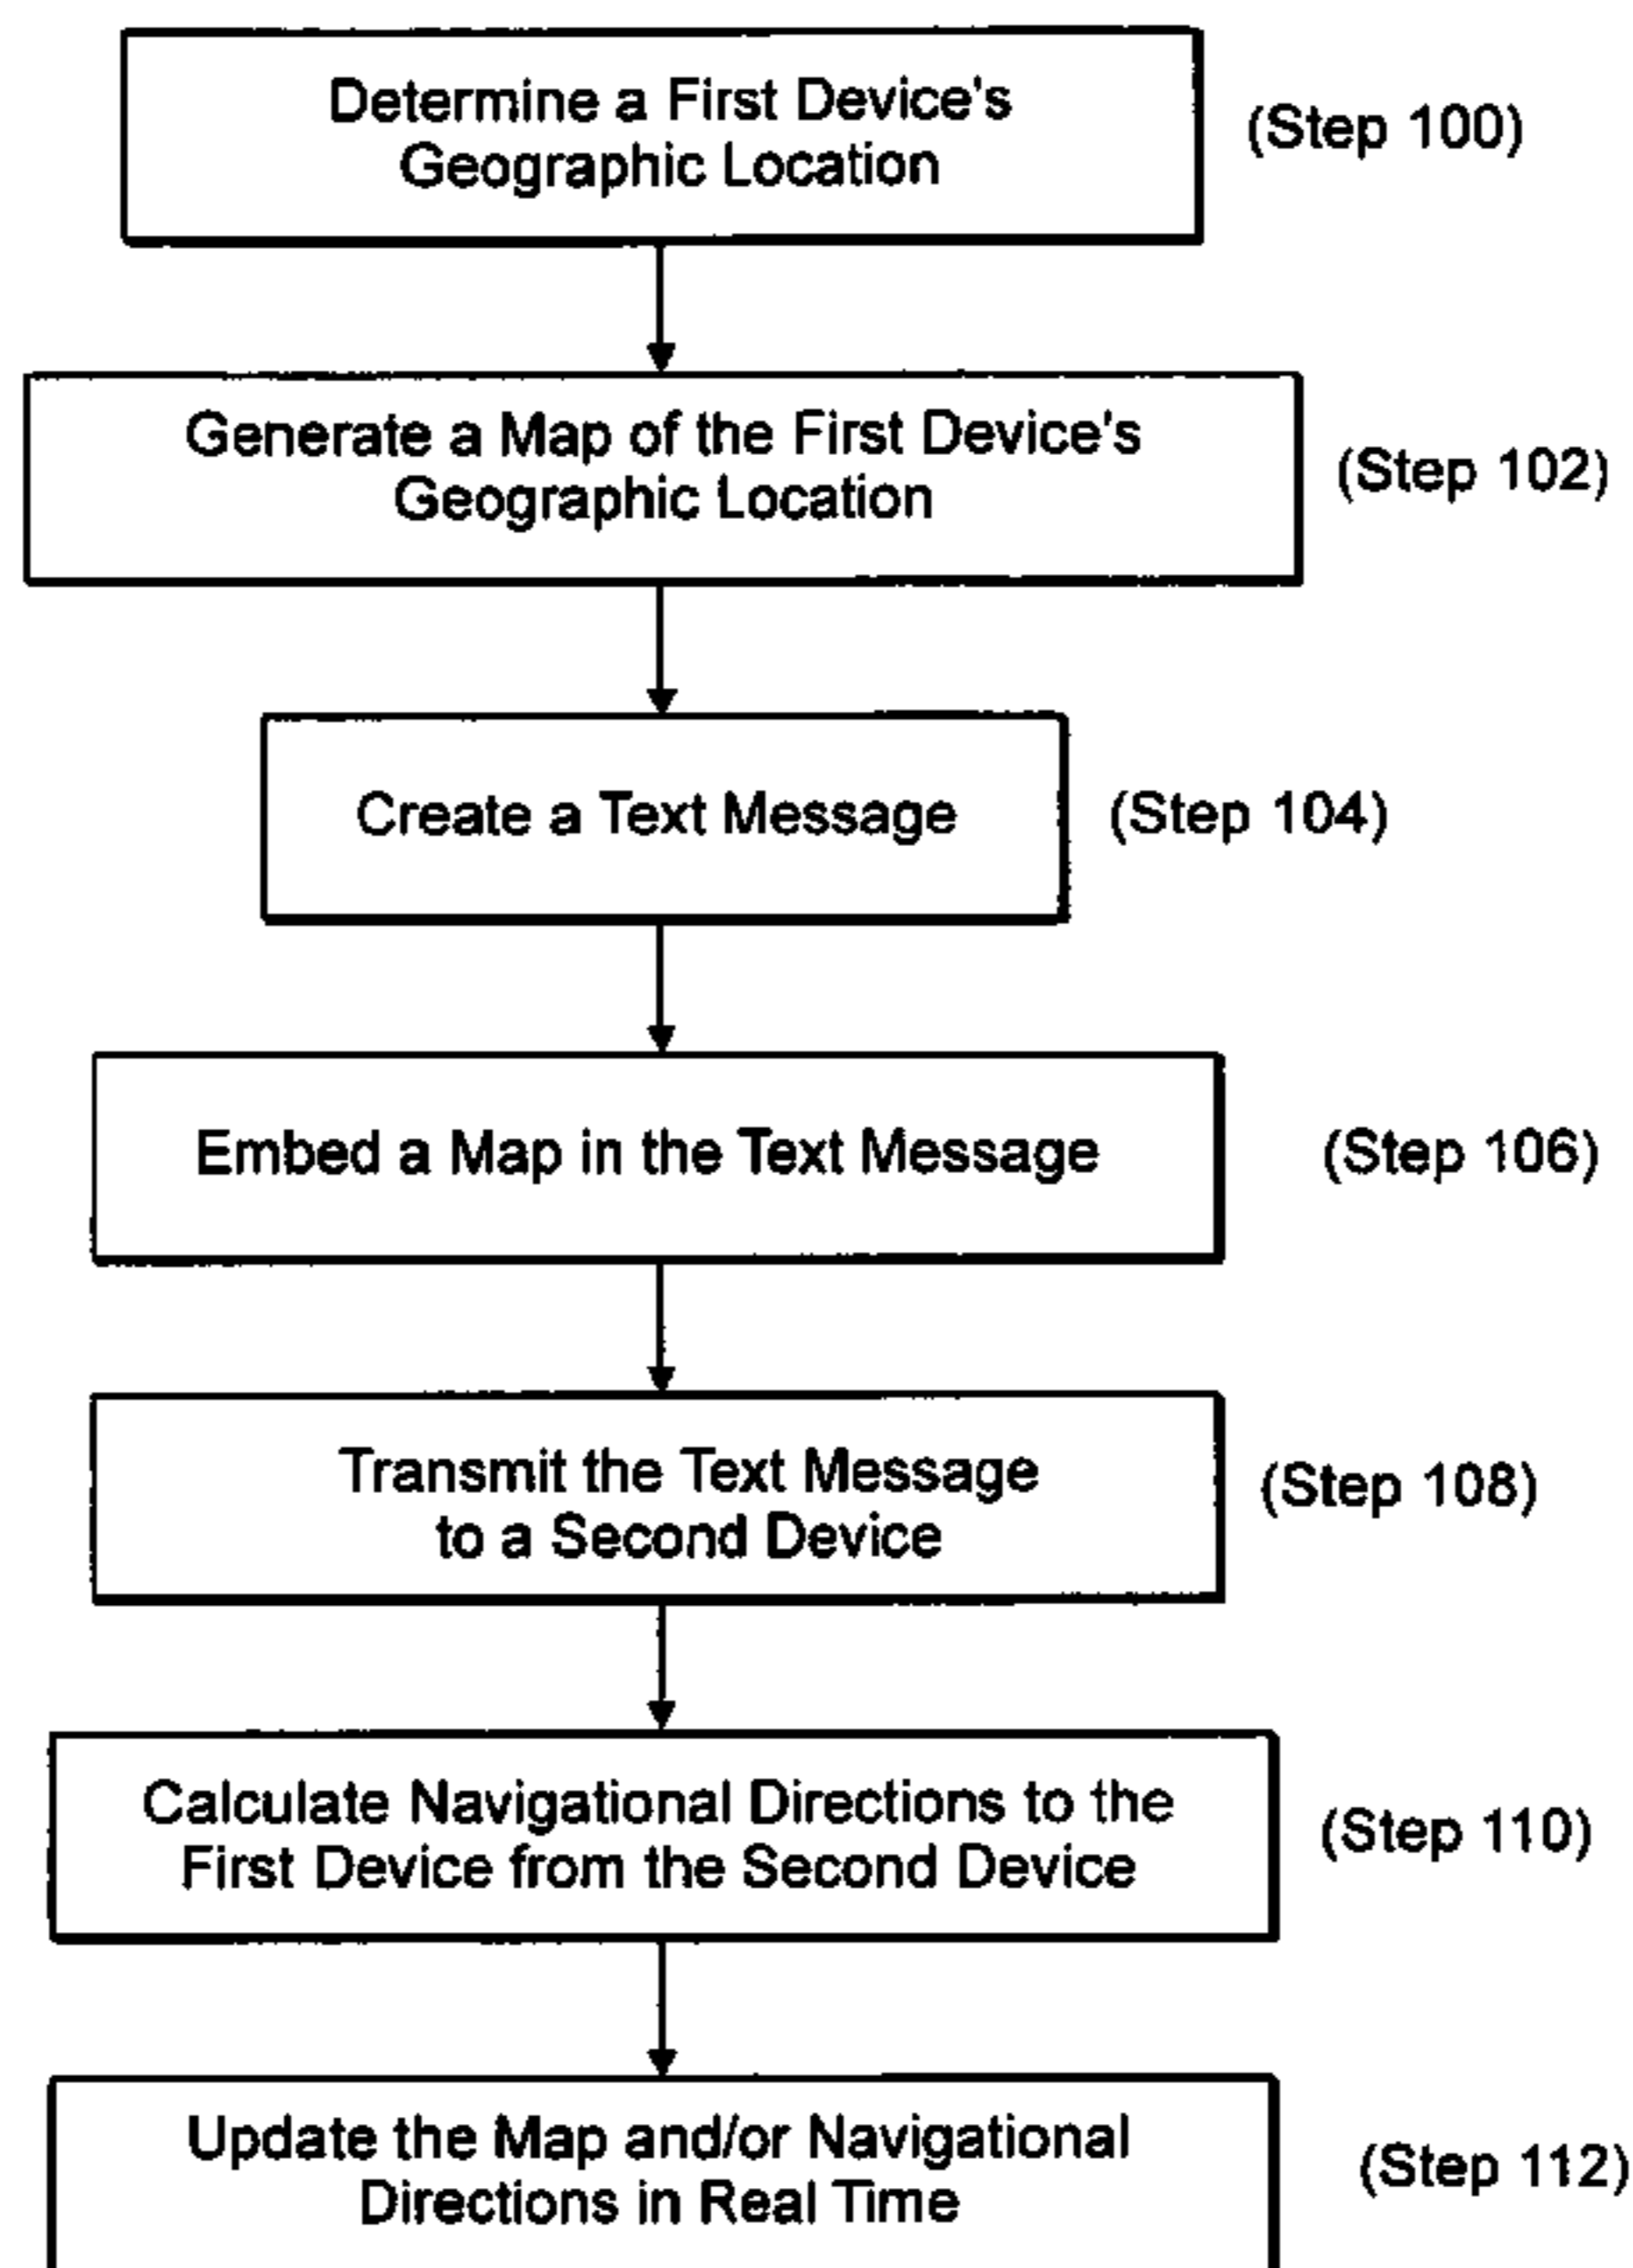 Determine a First Device's
Geographic Location
(Step 100)
Generate a Map of the First Device's
Geographic Location
(Step 102)
Create a Text Message
(Step 104)
Embed a Map in the Text Message
(Step 106)
Transmit the Text Message
to a Second Device
(Step 108)
Calculate Navigational Directions to the
First Device from the Second Device
(Step 110)
Update the Map and/or Navigational
Directions in Real Time
(Step 112)